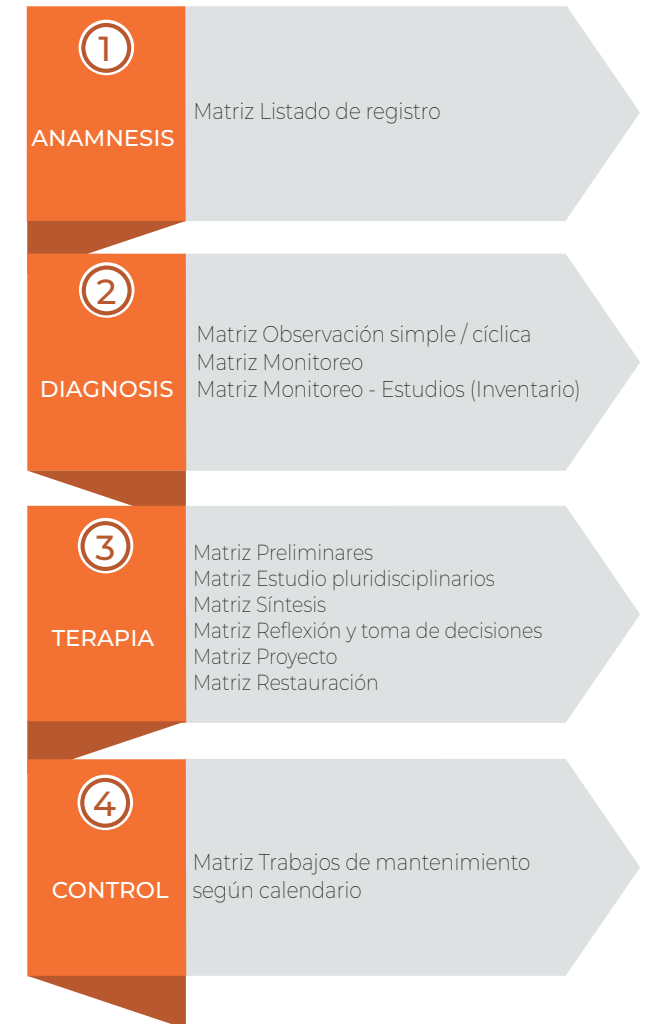 1
ANAMNESIS
Matriz Listado de registro
2
DIAGNOSIS
Matriz Observación simple / cíclica
Matriz Monitoreo
Matriz Monitoreo - Estudios (Inventario)
3
TERAPIA
Matriz Preliminares
Matriz Estudio pluridisciplinarios
Matriz Síntesis
Matriz Reflexión y toma de decisiones
Matriz Proyecto
Matriz Restauración
4
CONTROL
Matriz Trabajos de mantenimiento
según calendario